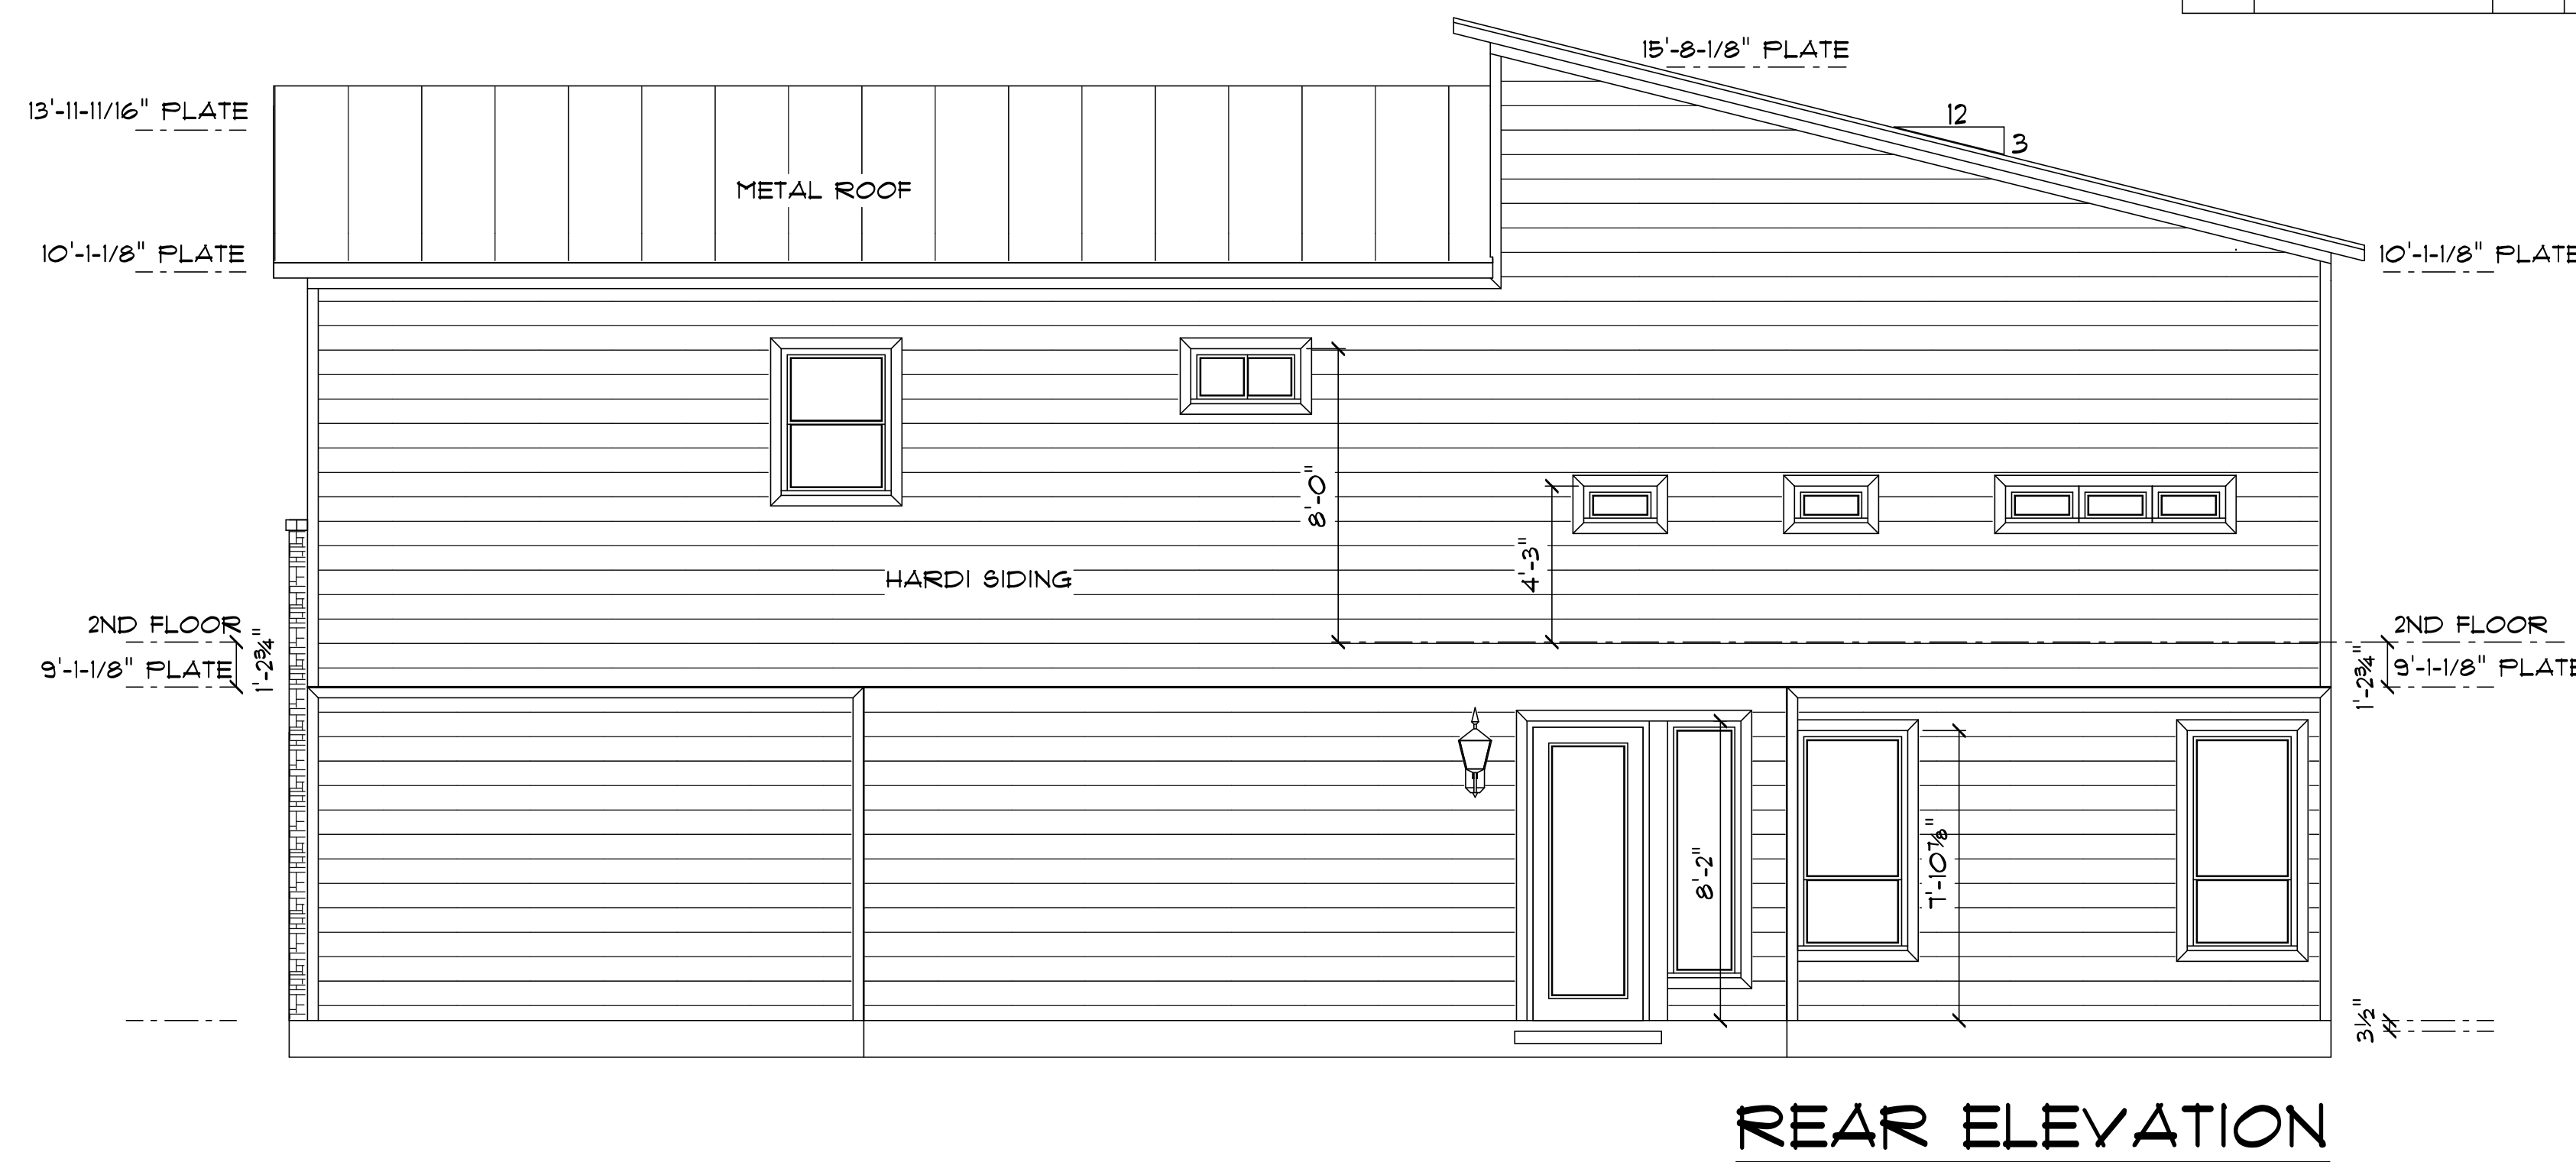 15'-8-1/8" PLATE
13'-11-11/16" PLATE
12
3
METAL ROOF
10'-1-1/8" PLATE
10'-1-1/8" PLATE
8'-0"
4'-3"
HARDI SIDING
2ND FLOOR
2ND FLOOR
1'-2¾"
9'-1-1/8" PLATE
1'-2¾"
9'-1-1/8" PLATE
8'-2"
7'-10⅞"
3½"
REAR ELEVATION